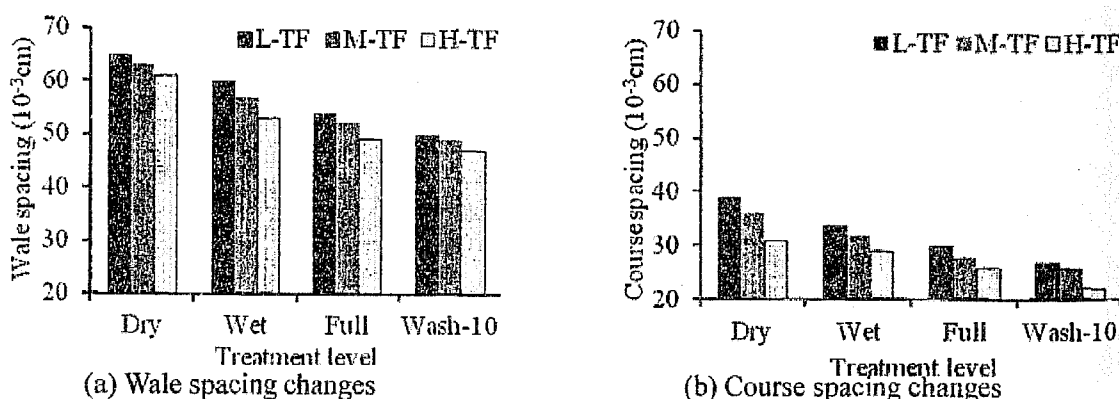 70
60
50
40
30
20
Wale spacing (10-3cm)
L-TF M-TF H-TF
Dry Wet Full Wash-10
Treatment level
(a) Wale spacing changes
70
60
50
40
30
20
Course spacing (10-3cm)
L-TF M-TF H-TF
Dry Wet Full Wash-10
Treatment level
(b) Course spacing changes